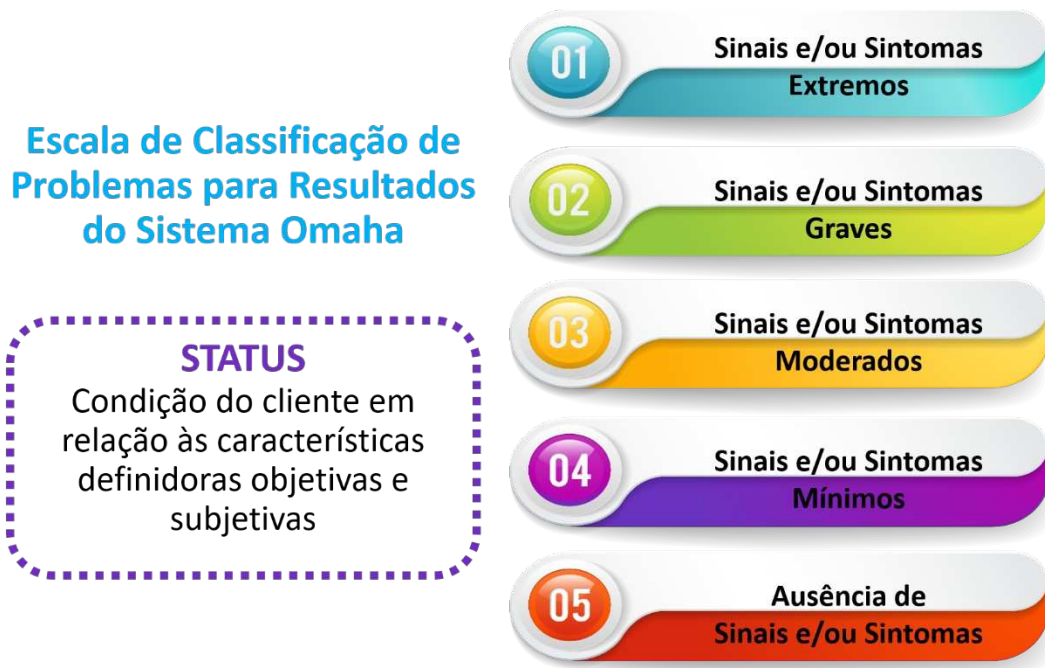 Escala de Classificação de
Problemas para Resultados
do Sistema Omaha
STATUS
Condição do cliente em
relação às características
definidoras objetivas e
subjetivas
01
Sinais e/ou Sintomas
Extremos
02
Sinais e/ou Sintomas
Graves
03
Sinais e/ou Sintomas
Moderados
04
Sinais e/ou Sintomas
Mínimos
05
Ausência de
Sinais e/ou Sintomas